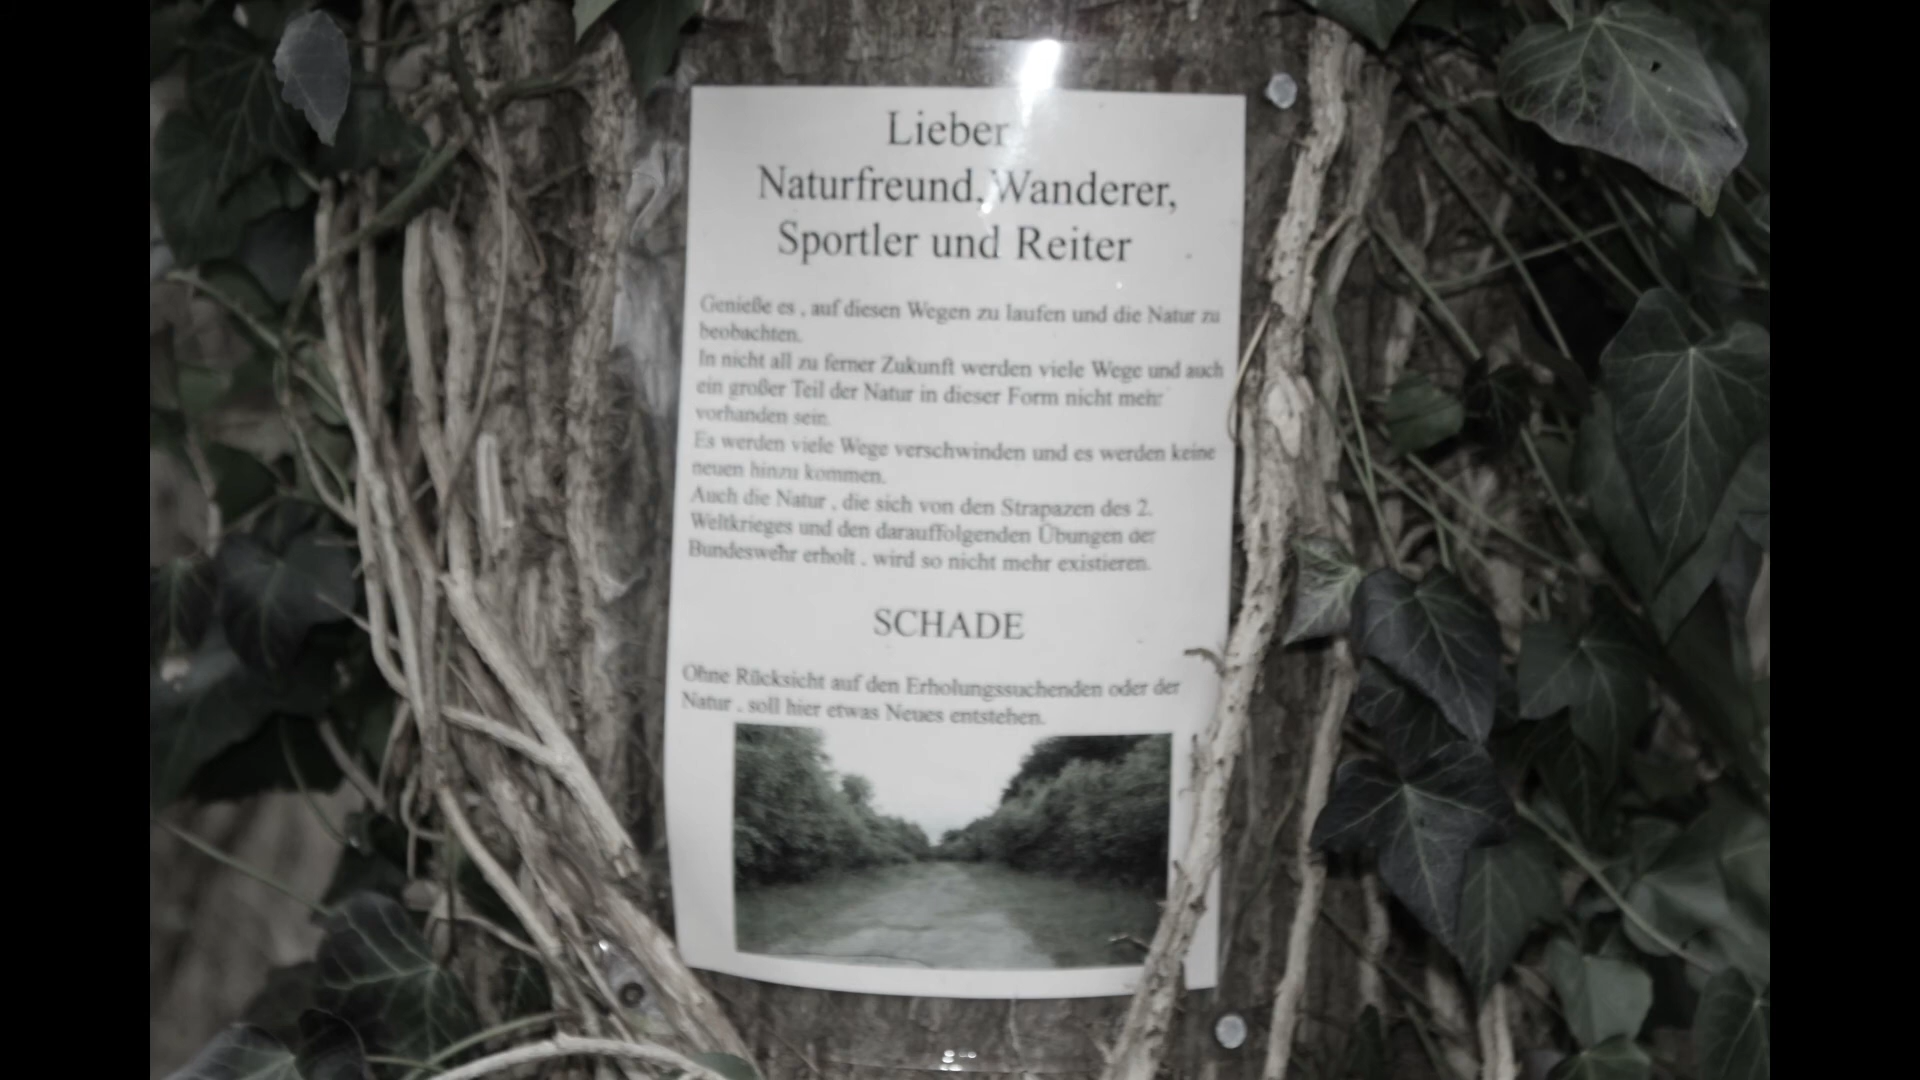 Lieber
Naturfreund, Wanderer,
Sportler und Reiter
Genieße es , auf diesen Wegen zu laufen und die Natur zu
beobachten.
In nicht all zu ferner Zukunft werden viele Wege und auch
ein großer Teil der Natur in dieser Form nicht mehr
vorhanden sein.
Es werden viele Wege verschwinden und es werden keine
neuen hinzu kommen.
Auch die Natur , die sich von den Strapazen des 2.
Weltkrieges und den darauffolgenden Übungen der
Bundeswehr erholt , wird so nicht mehr existieren.
SCHADE
Ohne Rücksicht auf den Erholungssuchenden oder der
Natur , soll hier etwas Neues entstehen.